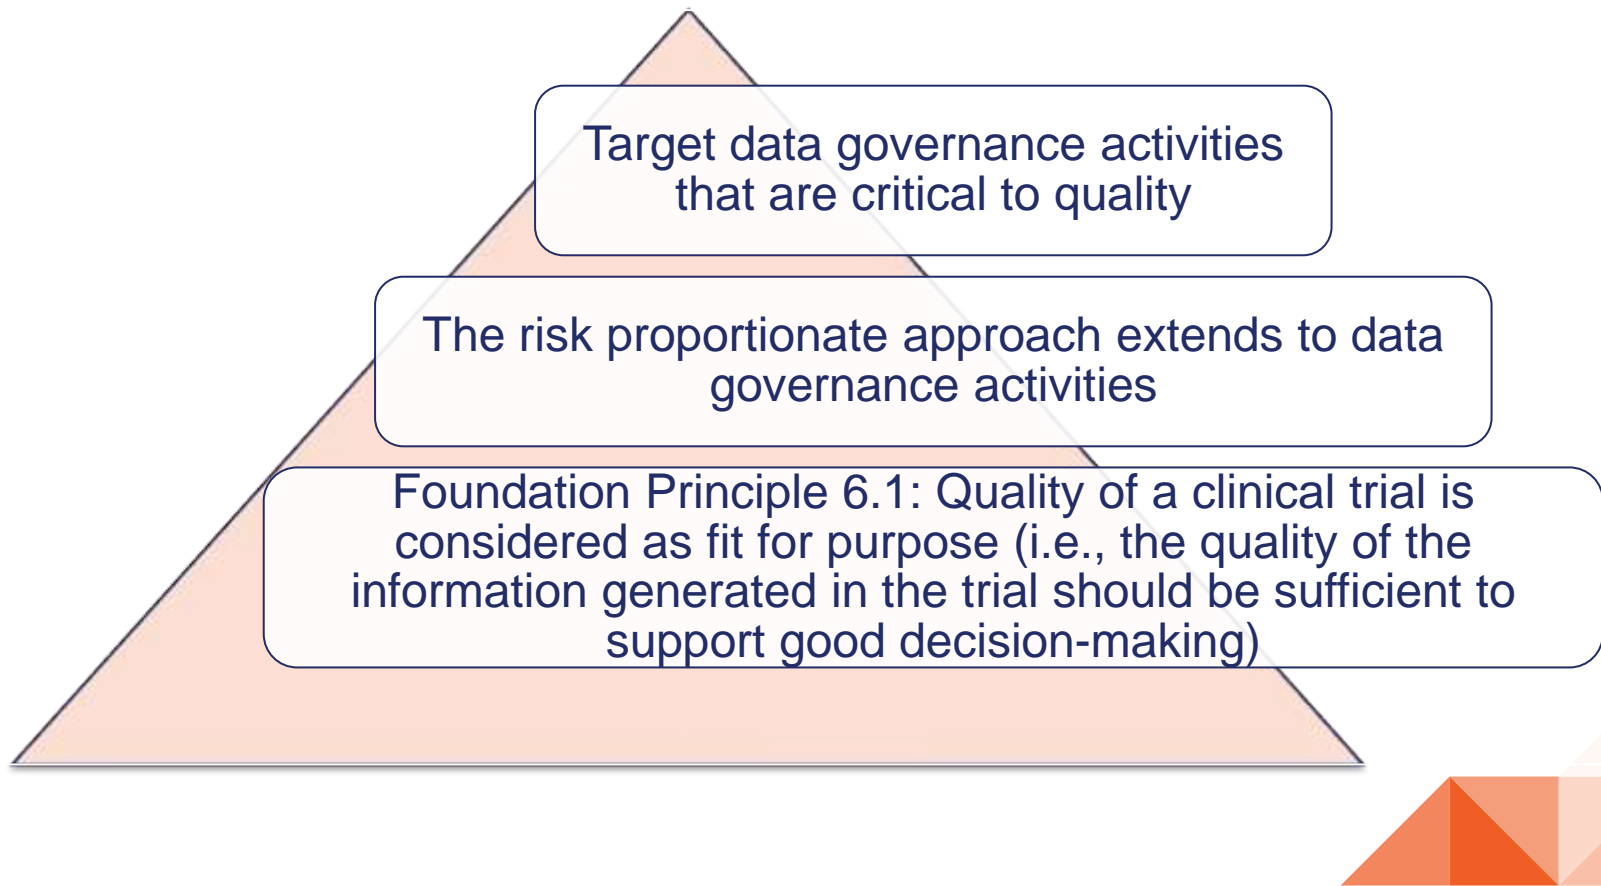 Target data governance activities
that are critical to quality
The risk proportionate approach extends to data
governance activities
Foundation Principle 6.1: Quality of a clinical trial is
considered as fit for purpose (i.e., the quality of the
information generated in the trial should be sufficient to
support good decision-making)